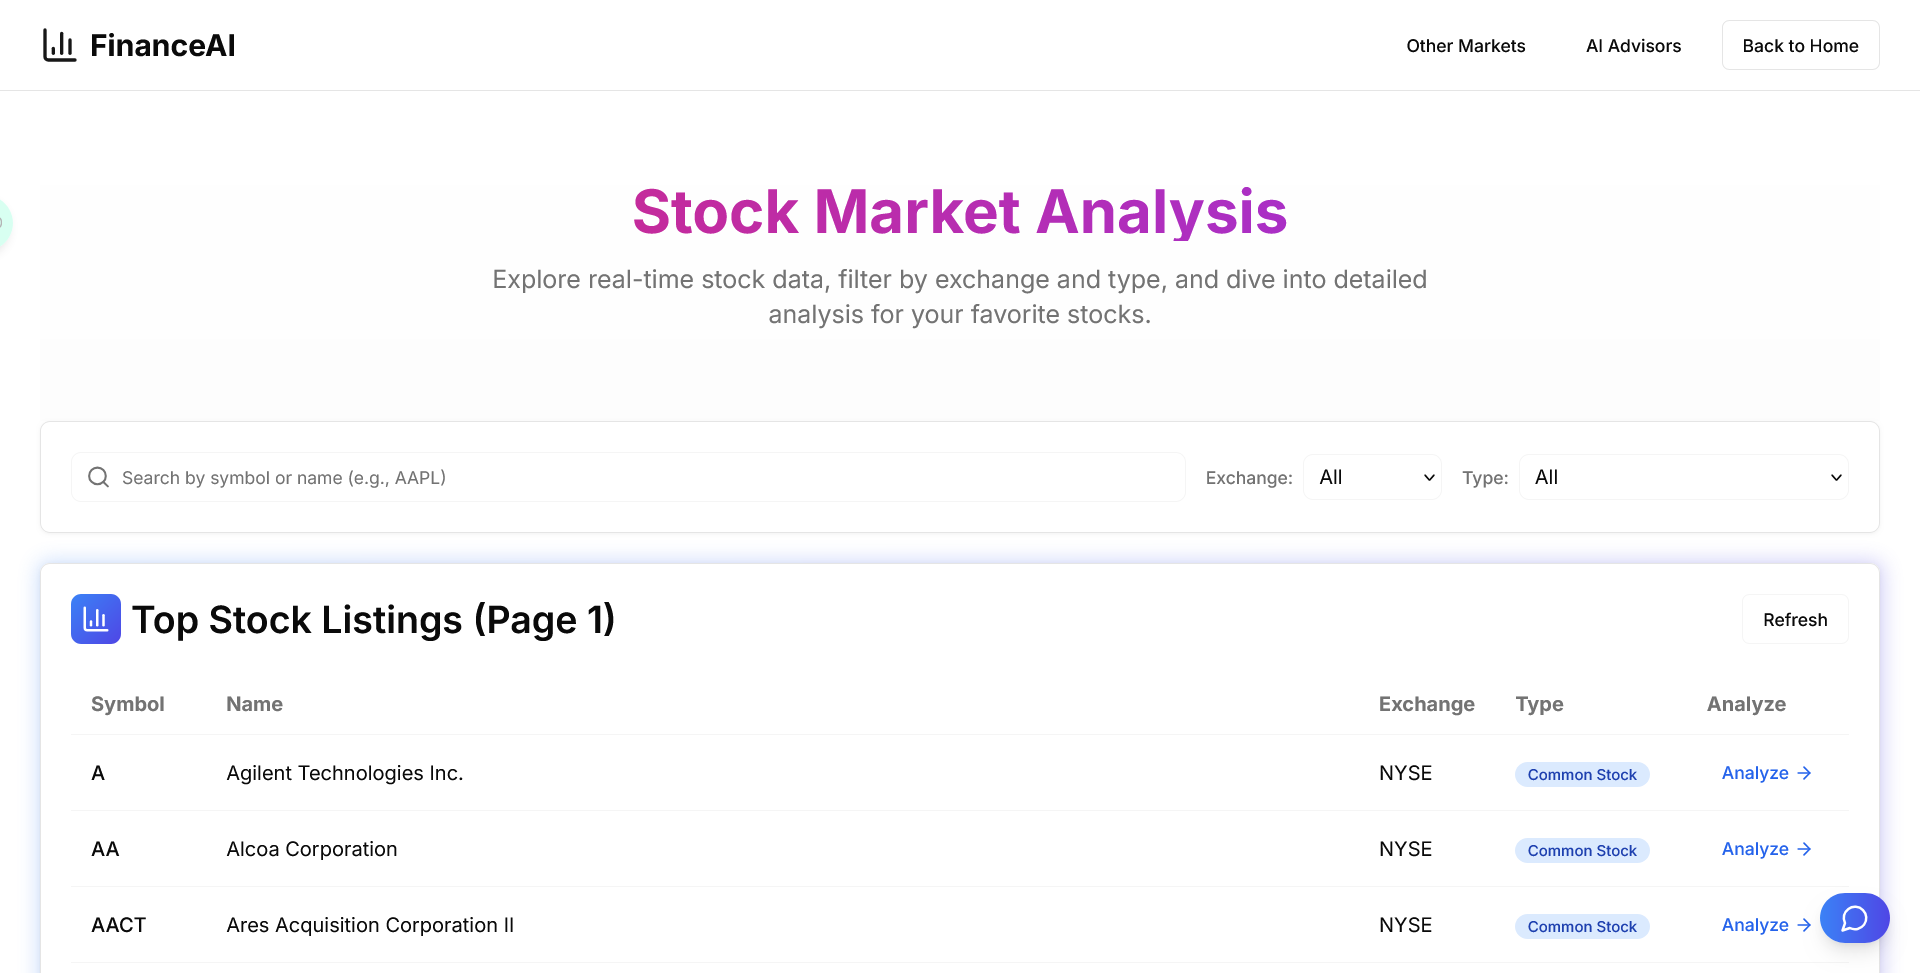 FinanceAI
Other Markets
AI Advisors
Back to Home
Stock Market Analysis
Explore real-time stock data, filter by exchange and type, and dive into detailed
analysis for your favorite stocks.
Search by symbol or name (e.g., AAPL)
Exchange:
All
Type:
All
Top Stock Listings (Page 1)
Refresh
Symbol Name Exchange Type Analyze
A Agilent Technologies Inc. NYSE Common Stock Analyze →
AA Alcoa Corporation NYSE Common Stock Analyze →
AACT Ares Acquisition Corporation II NYSE Common Stock Analyze →